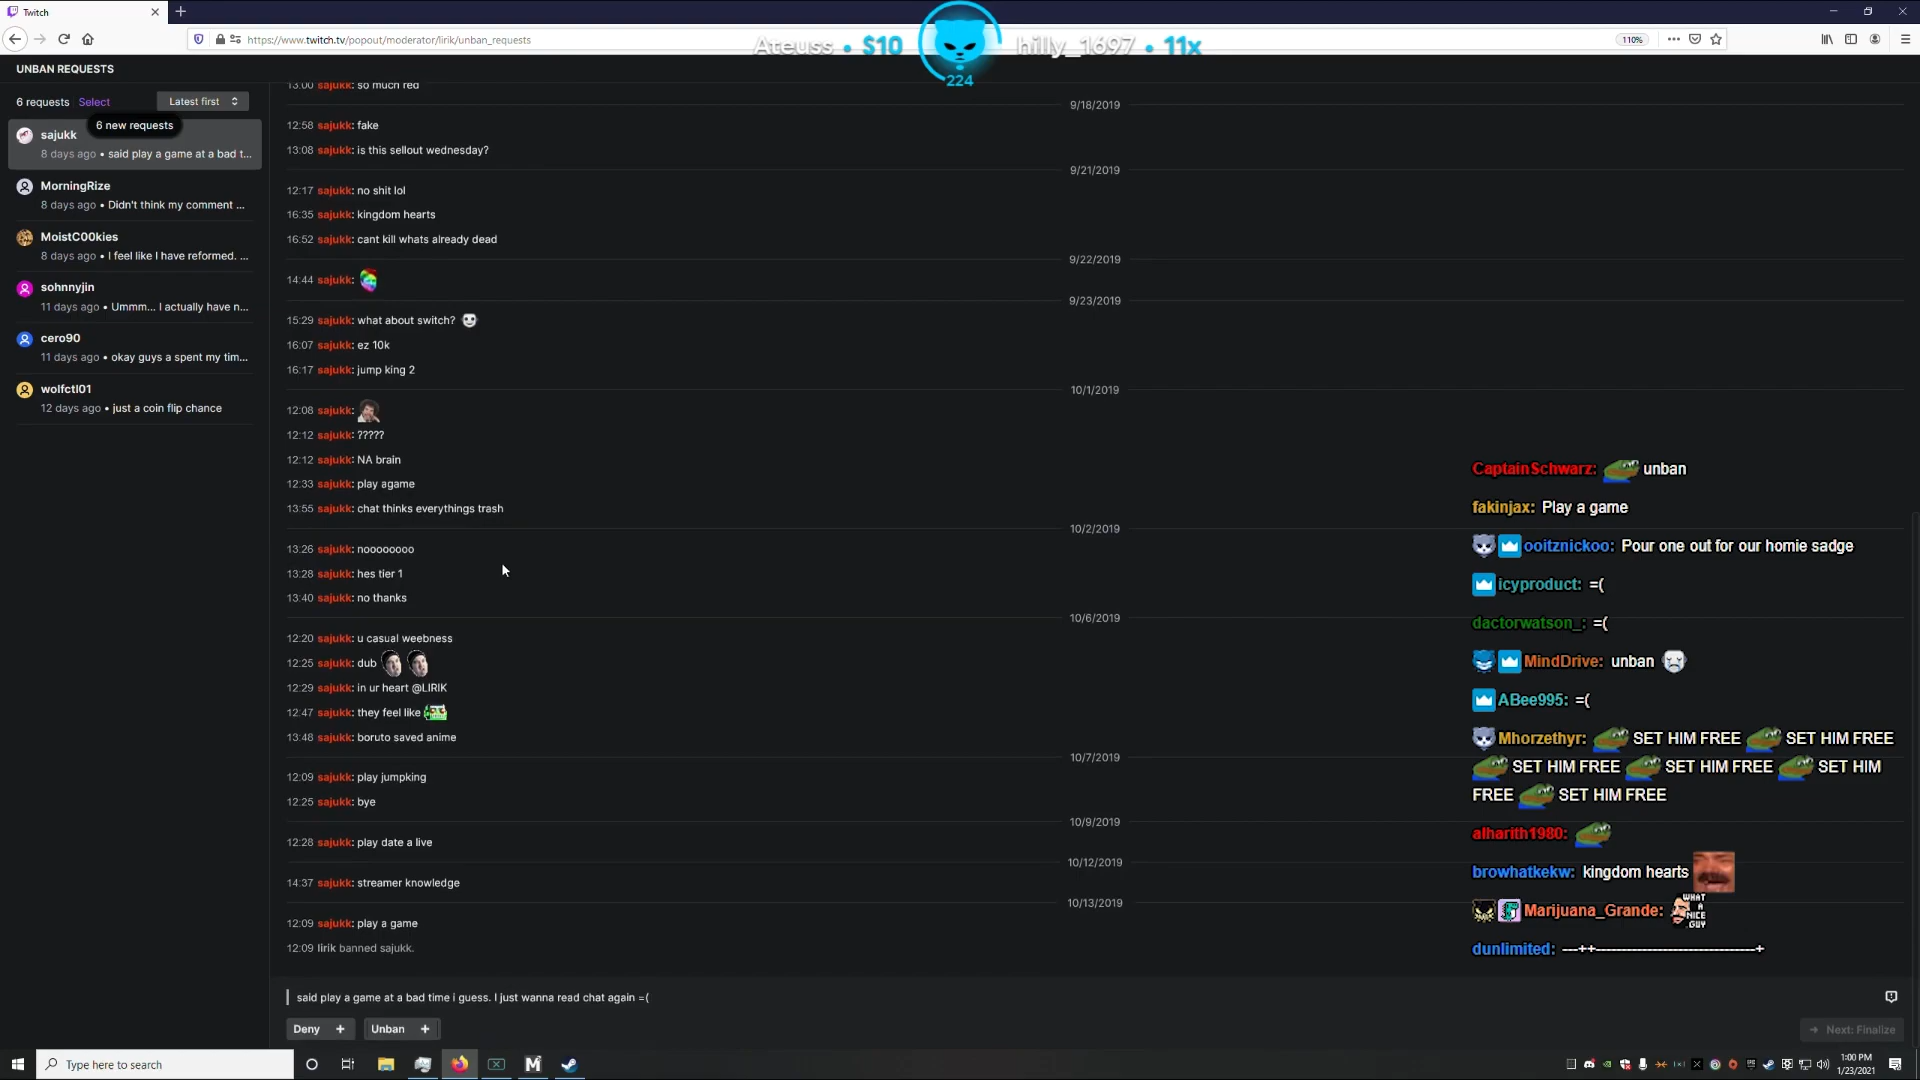 Twitch
https://www.twitch.tv/popout/moderator/lirik/unban_requests
110%
Ateuss • $10
224
hilly_1697 • 11x
UNBAN REQUESTS
6 requests Select
Latest first
6 new requests
sajukk
8 days ago • said play a game at a bad t...
MorningRize
8 days ago • Didn't think my comment ...
MoistC00kies
8 days ago • I feel like I have reformed. ...
sohnnyjin
11 days ago • Ummm... I actually have n...
cero90
11 days ago • okay guys a spent my tim...
wolfctl01
12 days ago • just a coin flip chance
13:00 sajukk: so much red
9/18/2019
12:58 sajukk: fake
13:08 sajukk: is this sellout wednesday?
9/21/2019
12:17 sajukk: no shit lol
16:35 sajukk: kingdom hearts
16:52 sajukk: cant kill whats already dead
9/22/2019
14:44 sajukk:
9/23/2019
15:29 sajukk: what about switch?
16:07 sajukk: ez 10k
16:17 sajukk: jump king 2
10/1/2019
12:08 sajukk:
12:12 sajukk: ?????
12:12 sajukk: NA brain
12:33 sajukk: play agame
13:55 sajukk: chat thinks everythings trash
10/2/2019
13:26 sajukk: noooooooo
13:28 sajukk: hes tier 1
13:40 sajukk: no thanks
10/6/2019
12:20 sajukk: u casual weebness
12:25 sajukk: dub
12:29 sajukk: in ur heart @LIRIK
12:47 sajukk: they feel like
13:48 sajukk: boruto saved anime
10/7/2019
12:09 sajukk: play jumpking
12:25 sajukk: bye
10/9/2019
12:28 sajukk: play date a live
10/12/2019
14:37 sajukk: streamer knowledge
10/13/2019
12:09 sajukk: play a game
12:09 lirik banned sajukk.
said play a game at a bad time i guess. I just wanna read chat again =(
Deny +
Unban +
→ Next: Finalize
CaptainSchwarz: unban
fakinjax: Play a game
ooitznickoo: Pour one out for our homie sadge
icyproduct: =(
dactorwatson_: =(
MindDrive: unban
ABee995: =(
Mhorzethyr: SET HIM FREE SET HIM FREE
SET HIM FREE SET HIM FREE SET HIM
FREE SET HIM FREE
alharith1980:
browhatkekw: kingdom hearts
Marijuana_Grande: WHAT A NICE GUY
dunlimited: ---++--------------------------------+
Type here to search
1:00 PM
1/23/2021